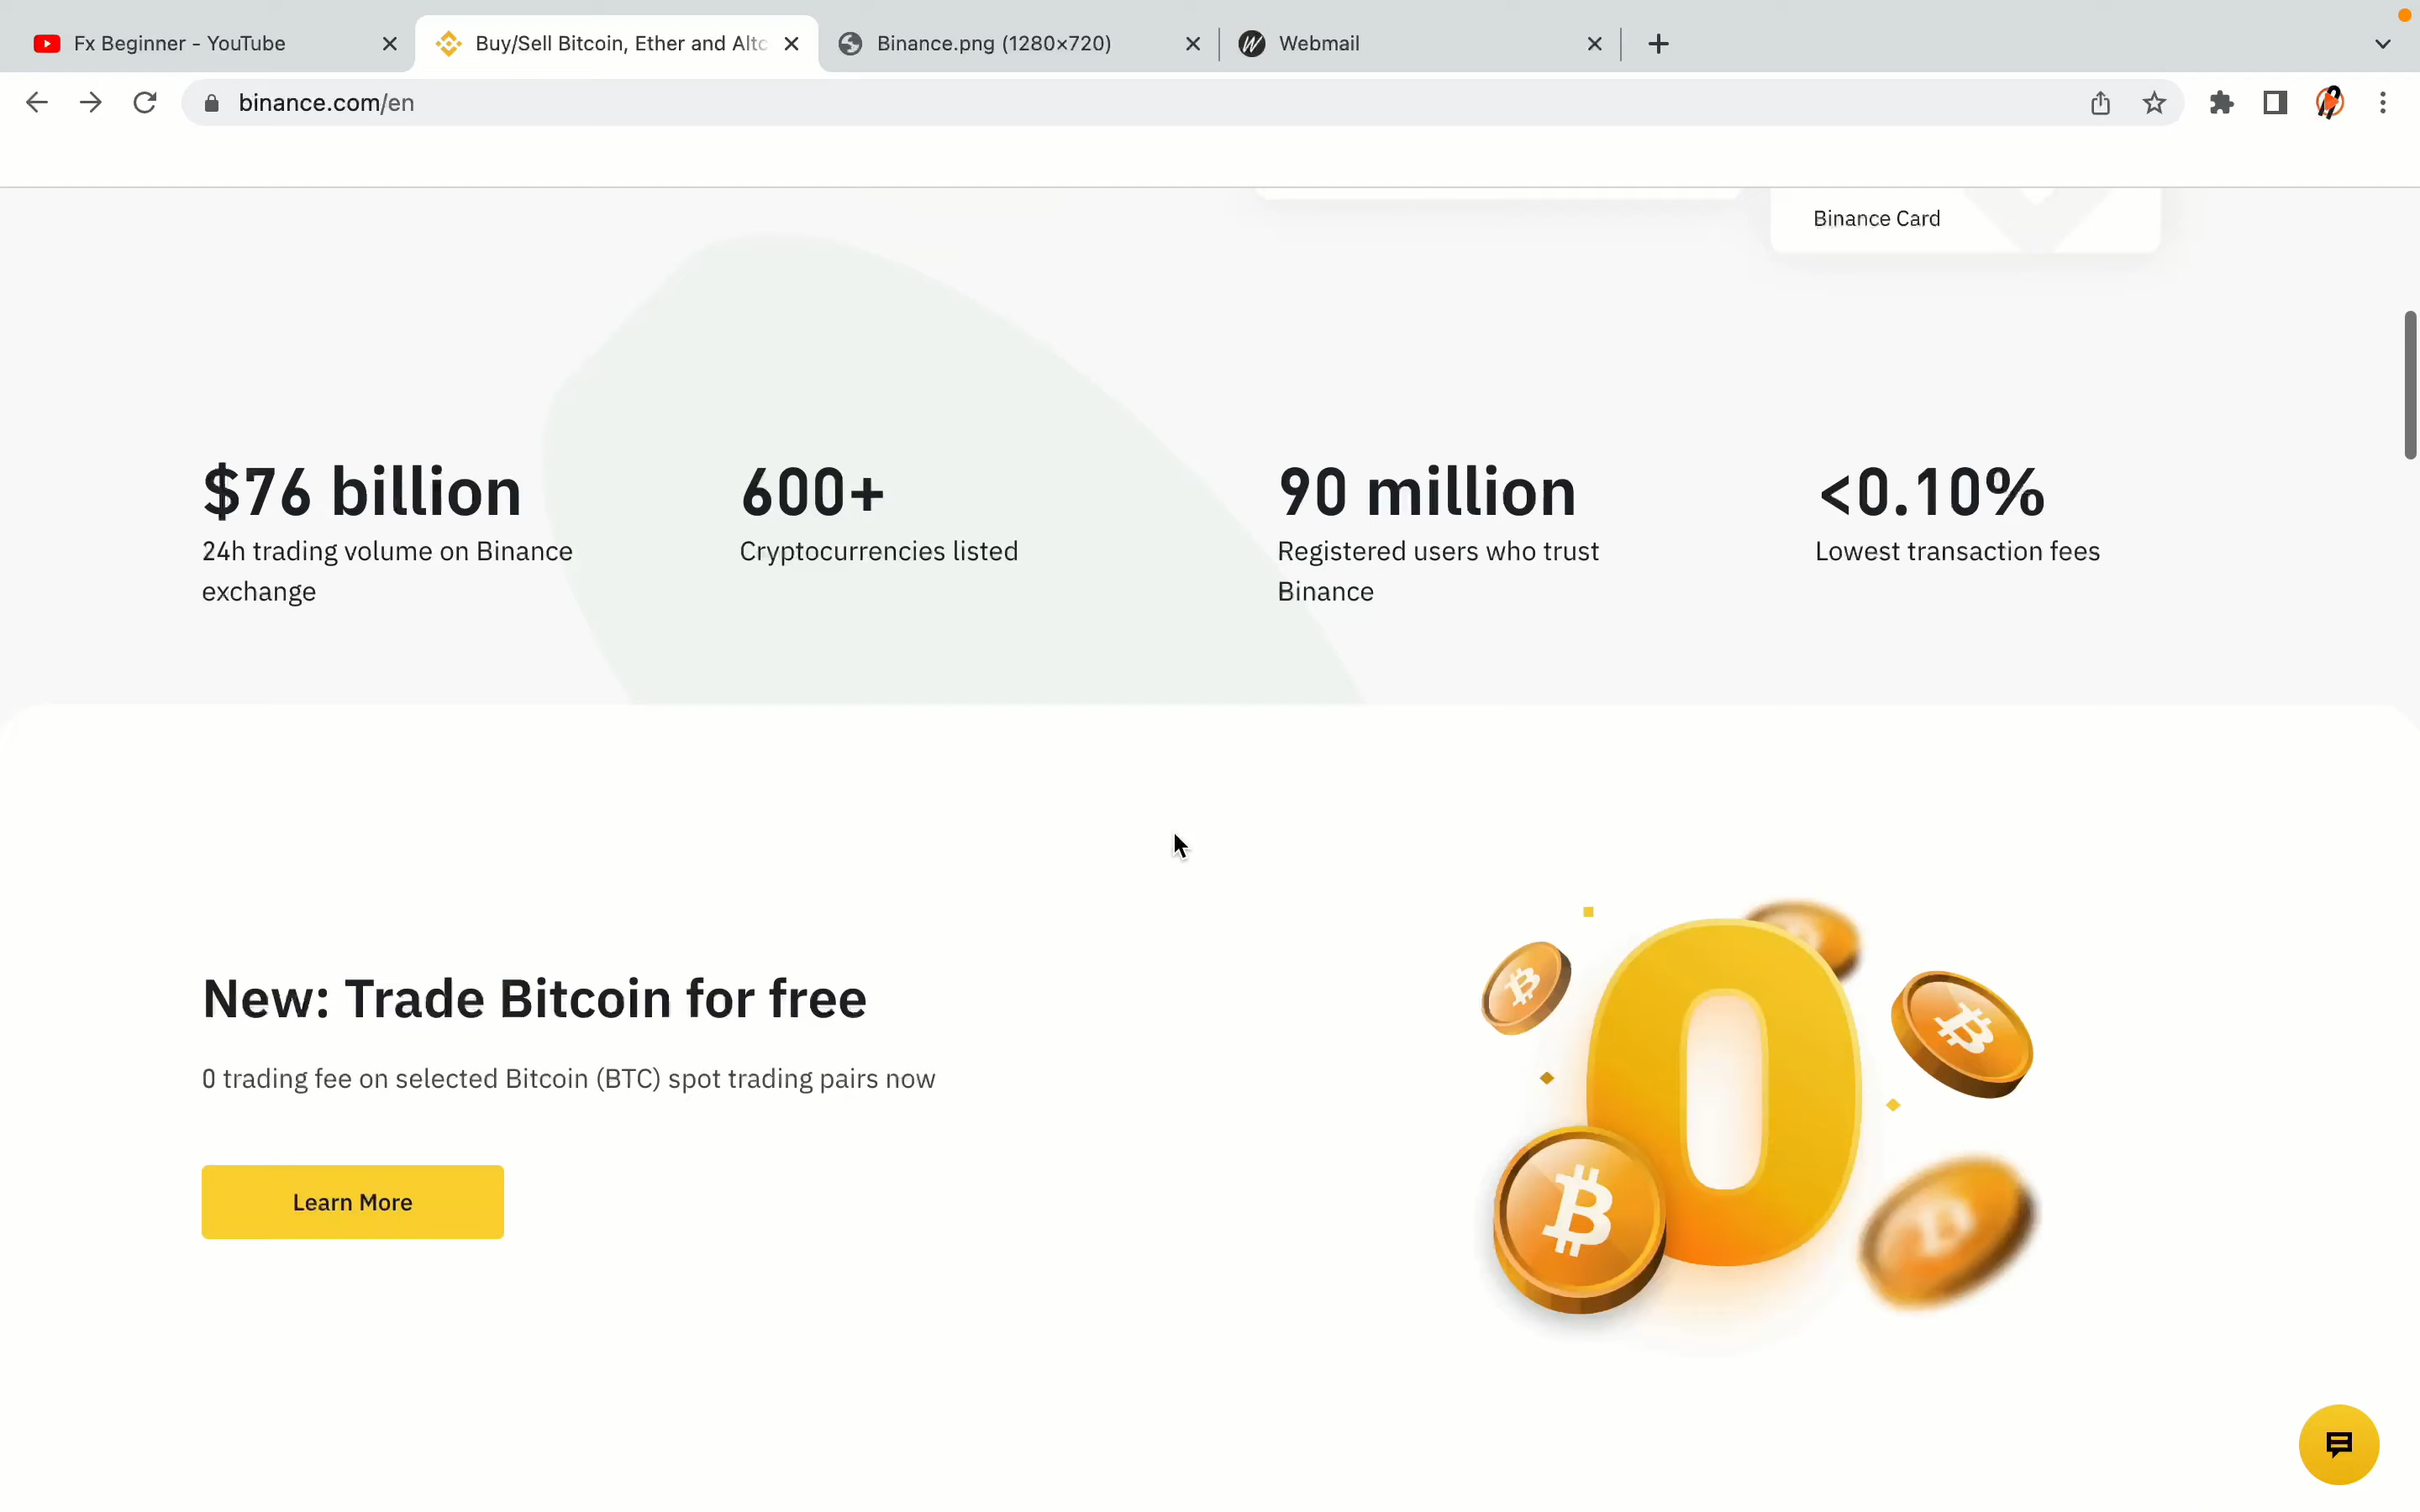 Fx Beginner - YouTube
Buy/Sell Bitcoin, Ether and Altc
Binance.png (1280×720)
Webmail
binance.com/en
Binance Card
$76 billion
24h trading volume on Binance
exchange
600+
Cryptocurrencies listed
90 million
Registered users who trust
Binance
<0.10%
Lowest transaction fees
New: Trade Bitcoin for free
0 trading fee on selected Bitcoin (BTC) spot trading pairs now
Learn More
0